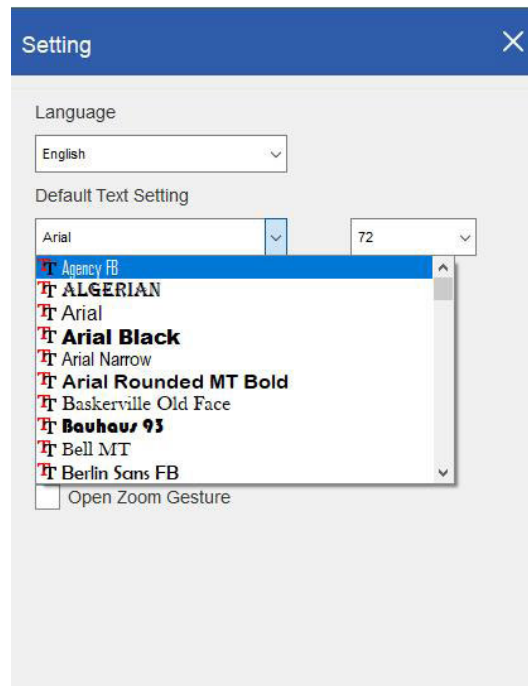 Setting
Language
English
Default Text Setting
Arial 72
Agency FB
ALGERIAN
Arial
Arial Black
Arial Narrow
Arial Rounded MT Bold
Baskerville Old Face
Bauhaus 93
Bell MT
Berlin Sans FB
Open Zoom Gesture